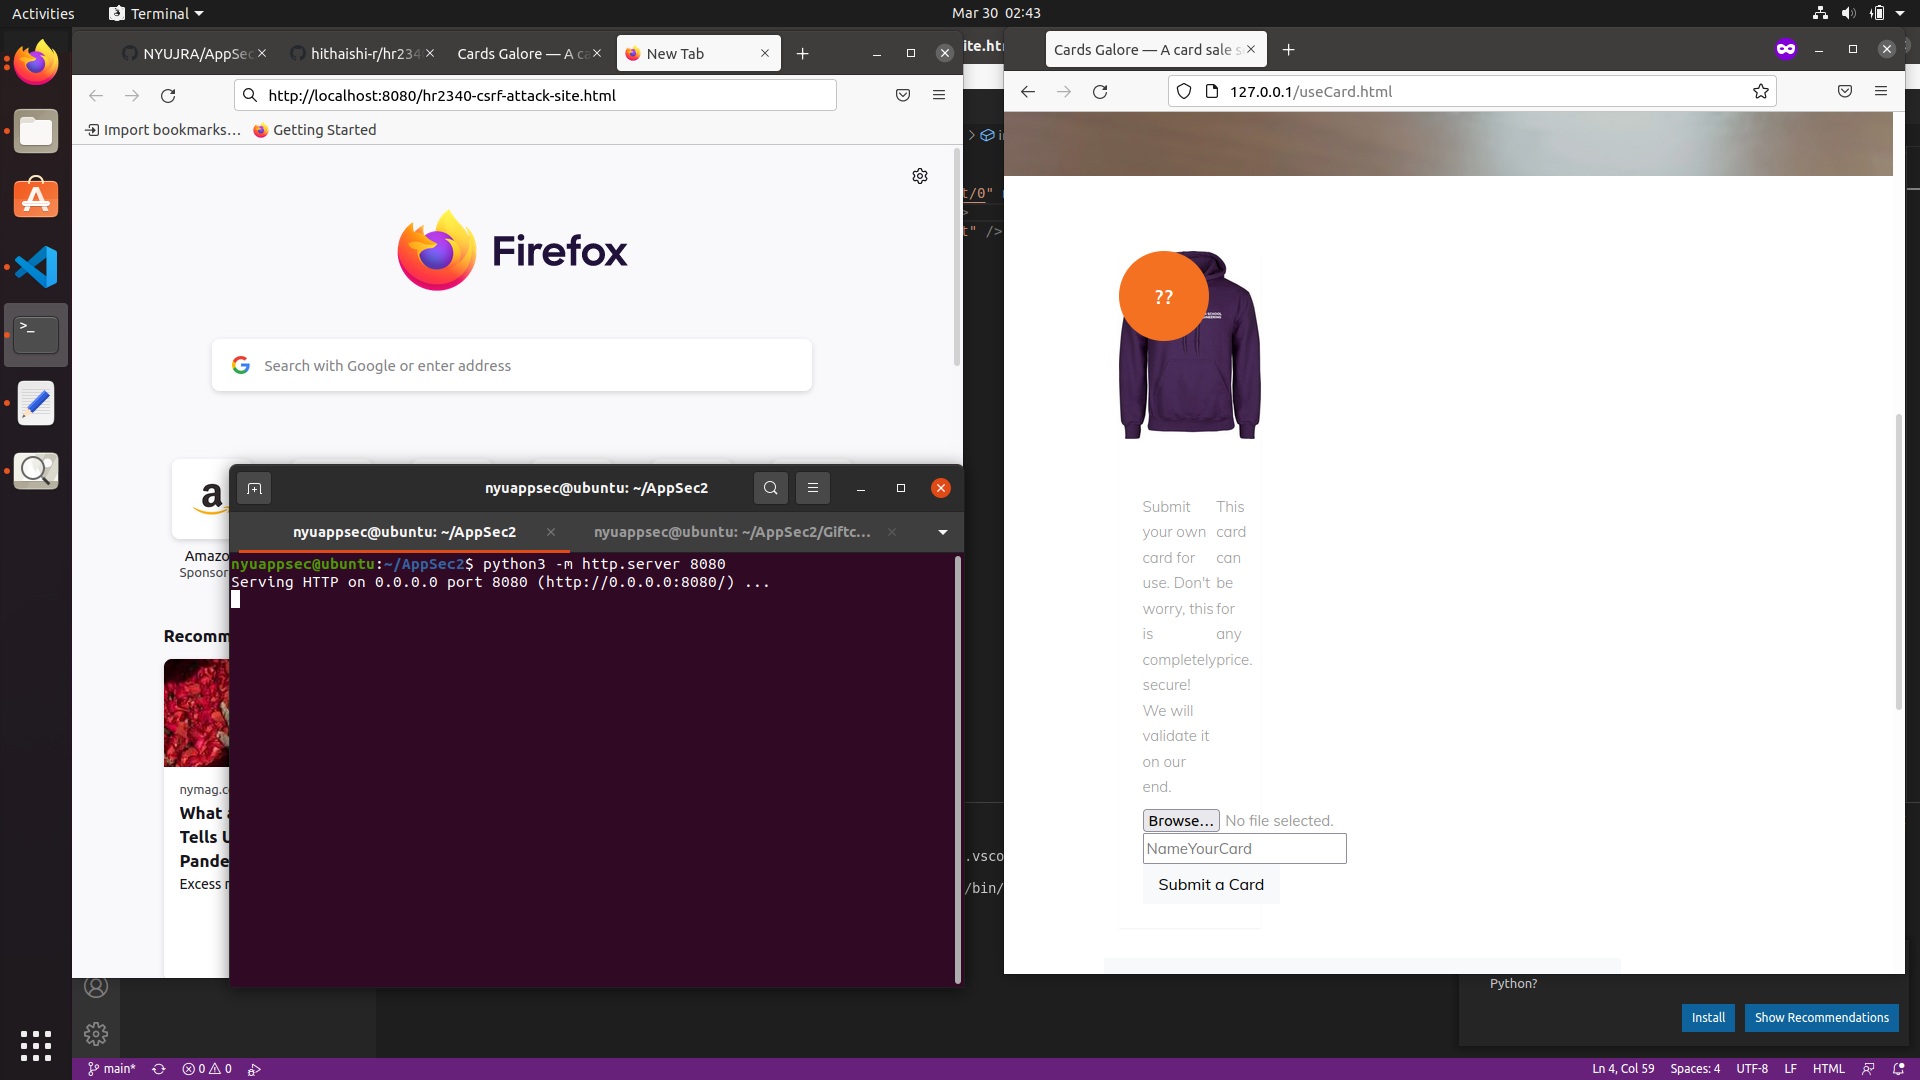 Activities
Terminal
Mar 30 02:43
NYUJRA/AppSec
hithaishi-r/hr234
Cards Galore — A ca
New Tab
http://localhost:8080/hr2340-csrf-attack-site.html
Import bookmarks...
Getting Started
Firefox
Search with Google or enter address
Amazo
Sponsor
Recomm
nymag.c
What a
Tells U
Pande
Excess r
nyuappsec@ubuntu: ~/AppSec2
nyuappsec@ubuntu: ~/AppSec2
nyuappsec@ubuntu: ~/AppSec2/Giftc...
nyuappsec@ubuntu:~/AppSec2$ python3 -m http.server 8080
Serving HTTP on 0.0.0.0 port 8080 (http://0.0.0.0:8080/) ...
ite.ht
t/0"
>
t" />
.vsco
/bin/
Cards Galore — A card sale s
127.0.0.1/useCard.html
??
SCHOOL
Submit
your own
card for
use. Don't
worry, this
is
completely
secure!
We will
validate it
on our
end.
This
card
can
be
for
any
price.
Browse...
No file selected.
NameYourCard
Submit a Card
Python?
Install
Show Recommendations
main*
0
0
Ln 4, Col 59
Spaces: 4
UTF-8
LF
HTML